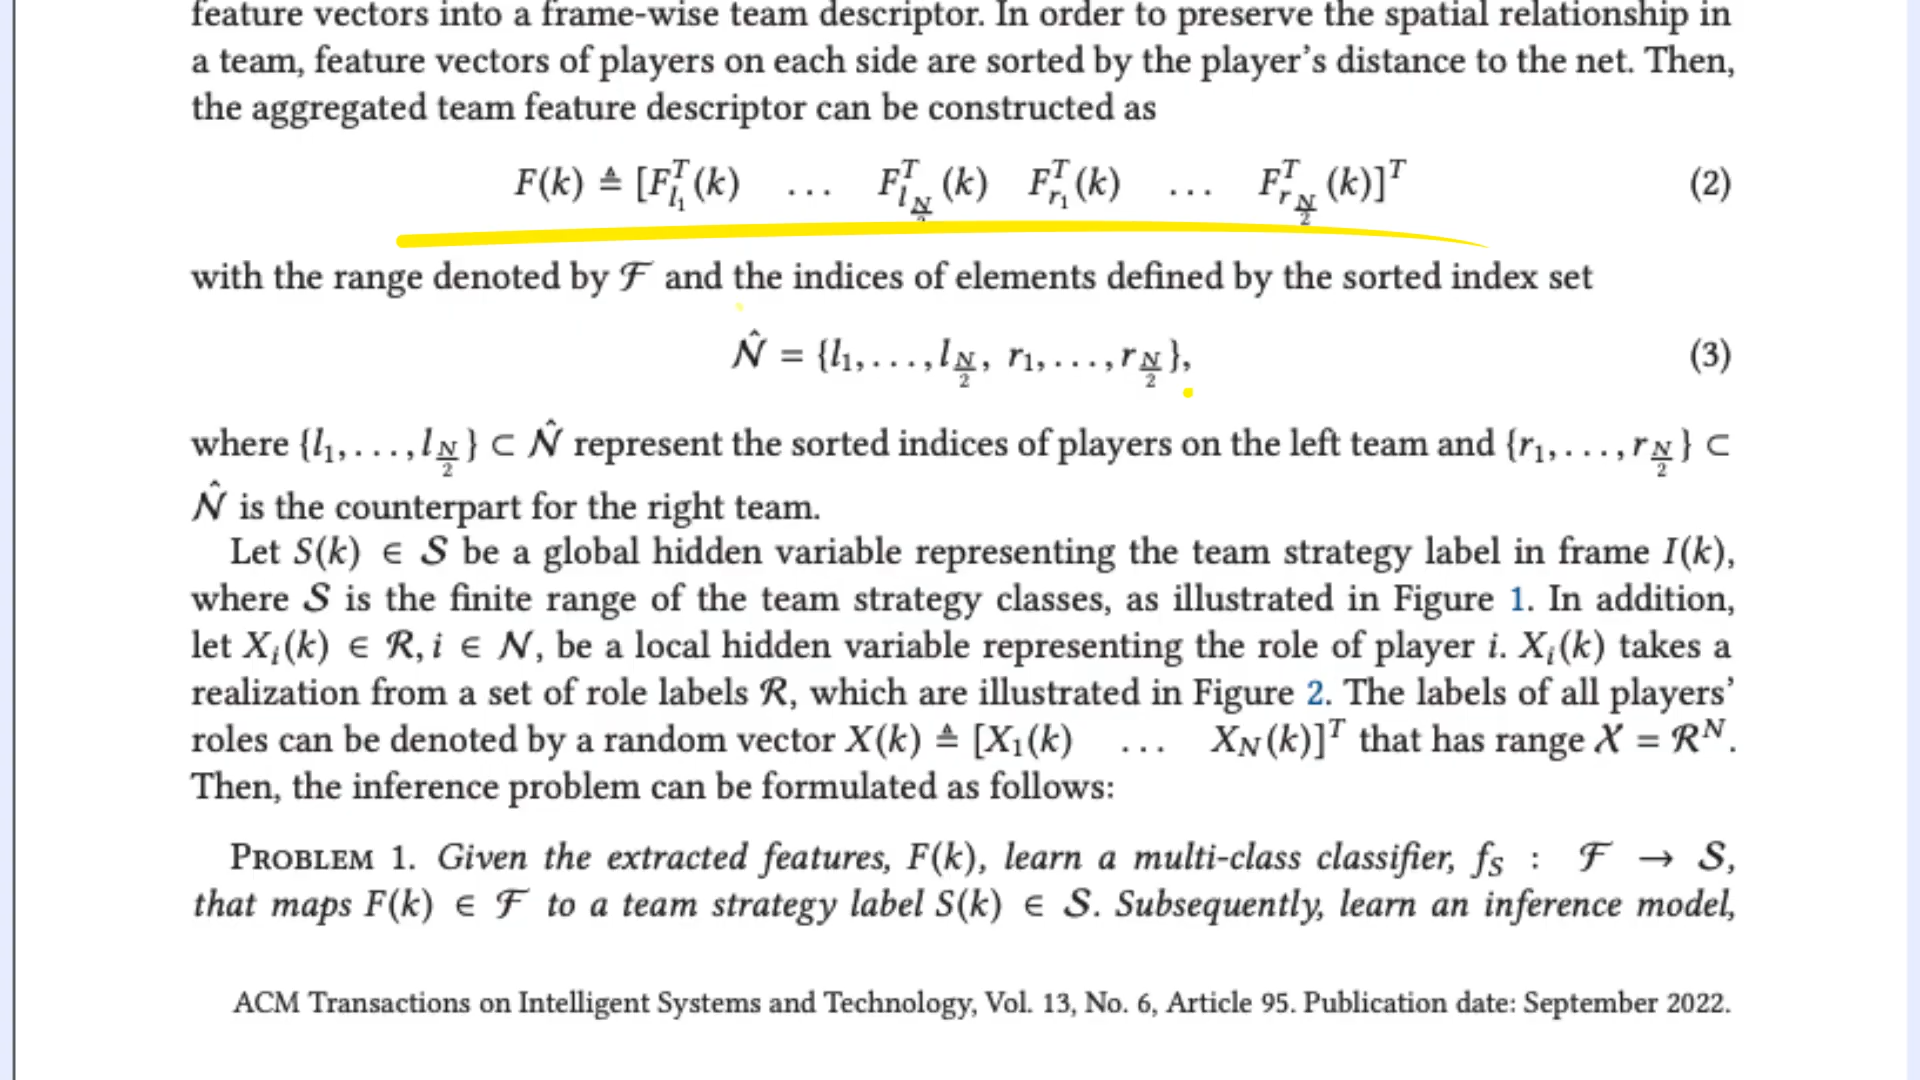 feature vectors into a frame-wise team descriptor. In order to preserve the spatial relationship in
a team, feature vectors of players on each side are sorted by the player's distance to the net. Then,
the aggregated team feature descriptor can be constructed as
F(k) ≜ [F_{l_1}^T(k) ... F_{l_{N/2}}^T(k) F_{r_1}^T(k) ... F_{r_{N/2}}^T(k)]^T (2)
with the range denoted by ℱ and the indices of elements defined by the sorted index set
𝒩̂ = {l_1, . . . , l_{N/2}, r_1, . . . , r_{N/2}}, (3)
where {l_1, . . . , l_{N/2}} ⊂ 𝒩̂ represent the sorted indices of players on the left team and {r_1, . . . , r_{N/2}} ⊂
𝒩̂ is the counterpart for the right team.
Let S(k) ∈ 𝒮 be a global hidden variable representing the team strategy label in frame I(k),
where 𝒮 is the finite range of the team strategy classes, as illustrated in Figure 1. In addition,
let X_i(k) ∈ ℛ, i ∈ 𝒩, be a local hidden variable representing the role of player i. X_i(k) takes a
realization from a set of role labels ℛ, which are illustrated in Figure 2. The labels of all players'
roles can be denoted by a random vector X(k) ≜ [X_1(k) ... X_N(k)]^T that has range 𝒳 = ℛ^N.
Then, the inference problem can be formulated as follows:
PROBLEM 1. Given the extracted features, F(k), learn a multi-class classifier, f_S : ℱ → 𝒮,
that maps F(k) ∈ ℱ to a team strategy label S(k) ∈ 𝒮. Subsequently, learn an inference model,
ACM Transactions on Intelligent Systems and Technology, Vol. 13, No. 6, Article 95. Publication date: September 2022.